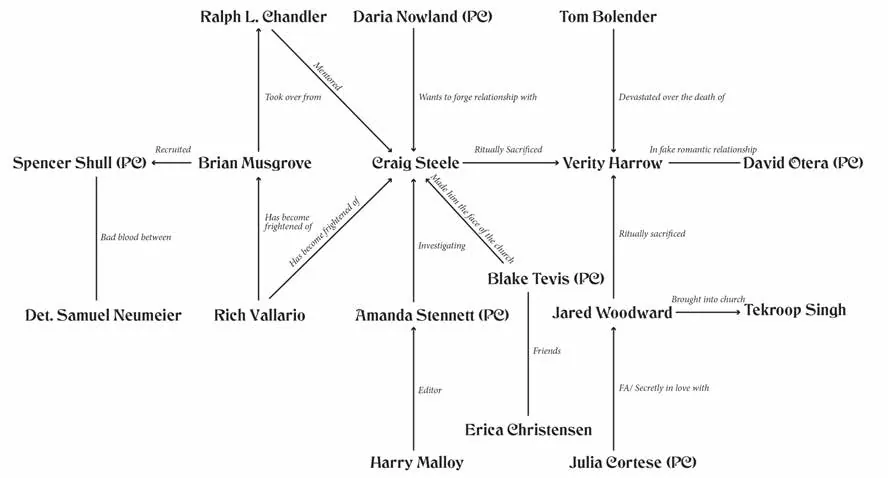 Ralph L. Chandler
Daria Nowland (PC)
Tom Bolender
Mentored
Took over from
Wants to forge relationship with
Devastated over the death of
Recruited
Ritually Sacrificed
In fake romantic relationship
Spencer Shull (PC)
Brian Musgrove
Craig Steele
Verity Harrow
David Otera (PC)
Made him the face of the church
Has become
frightened of
Has become frightened of
Bad blood between
Investigating
Ritually sacrificed
Blake Tevis (PC)
Brought into church
Det. Samuel Neumeier
Rich Vallario
Amanda Stennett (PC)
Jared Woodward
Tekroop Singh
Friends
Editor
FA/ Secretly in love with
Erica Christensen
Harry Malloy
Julia Cortese (PC)